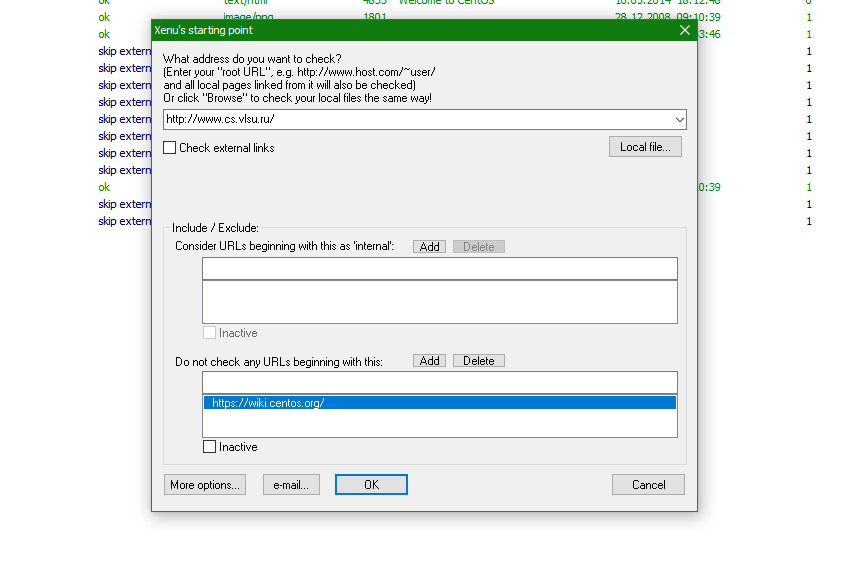 ok text/html 4833 Welcome to CentOS 16.05.2014 18:12:48 0
ok image/png 1801 28.12.2008 09:10:39 1
ok 3:46 1
skip extern 1
skip extern 1
skip extern 1
skip extern 1
skip extern 1
skip extern 1
skip extern 1
skip extern 1
ok 0:39 1
skip extern 1
skip extern 1
Xenu's starting point
What address do you want to check?
(Enter your "root URL", e.g. http://www.host.com/~user/
and all local pages linked from it will also be checked)
Or click "Browse" to check your local files the same way!
http://www.cs.vlsu.ru/
Check external links
Local file...
Include / Exclude:
Consider URLs beginning with this as 'internal': Add Delete
Inactive
Do not check any URLs beginning with this: Add Delete
https://wiki.centos.org/
Inactive
More options... e-mail... OK Cancel